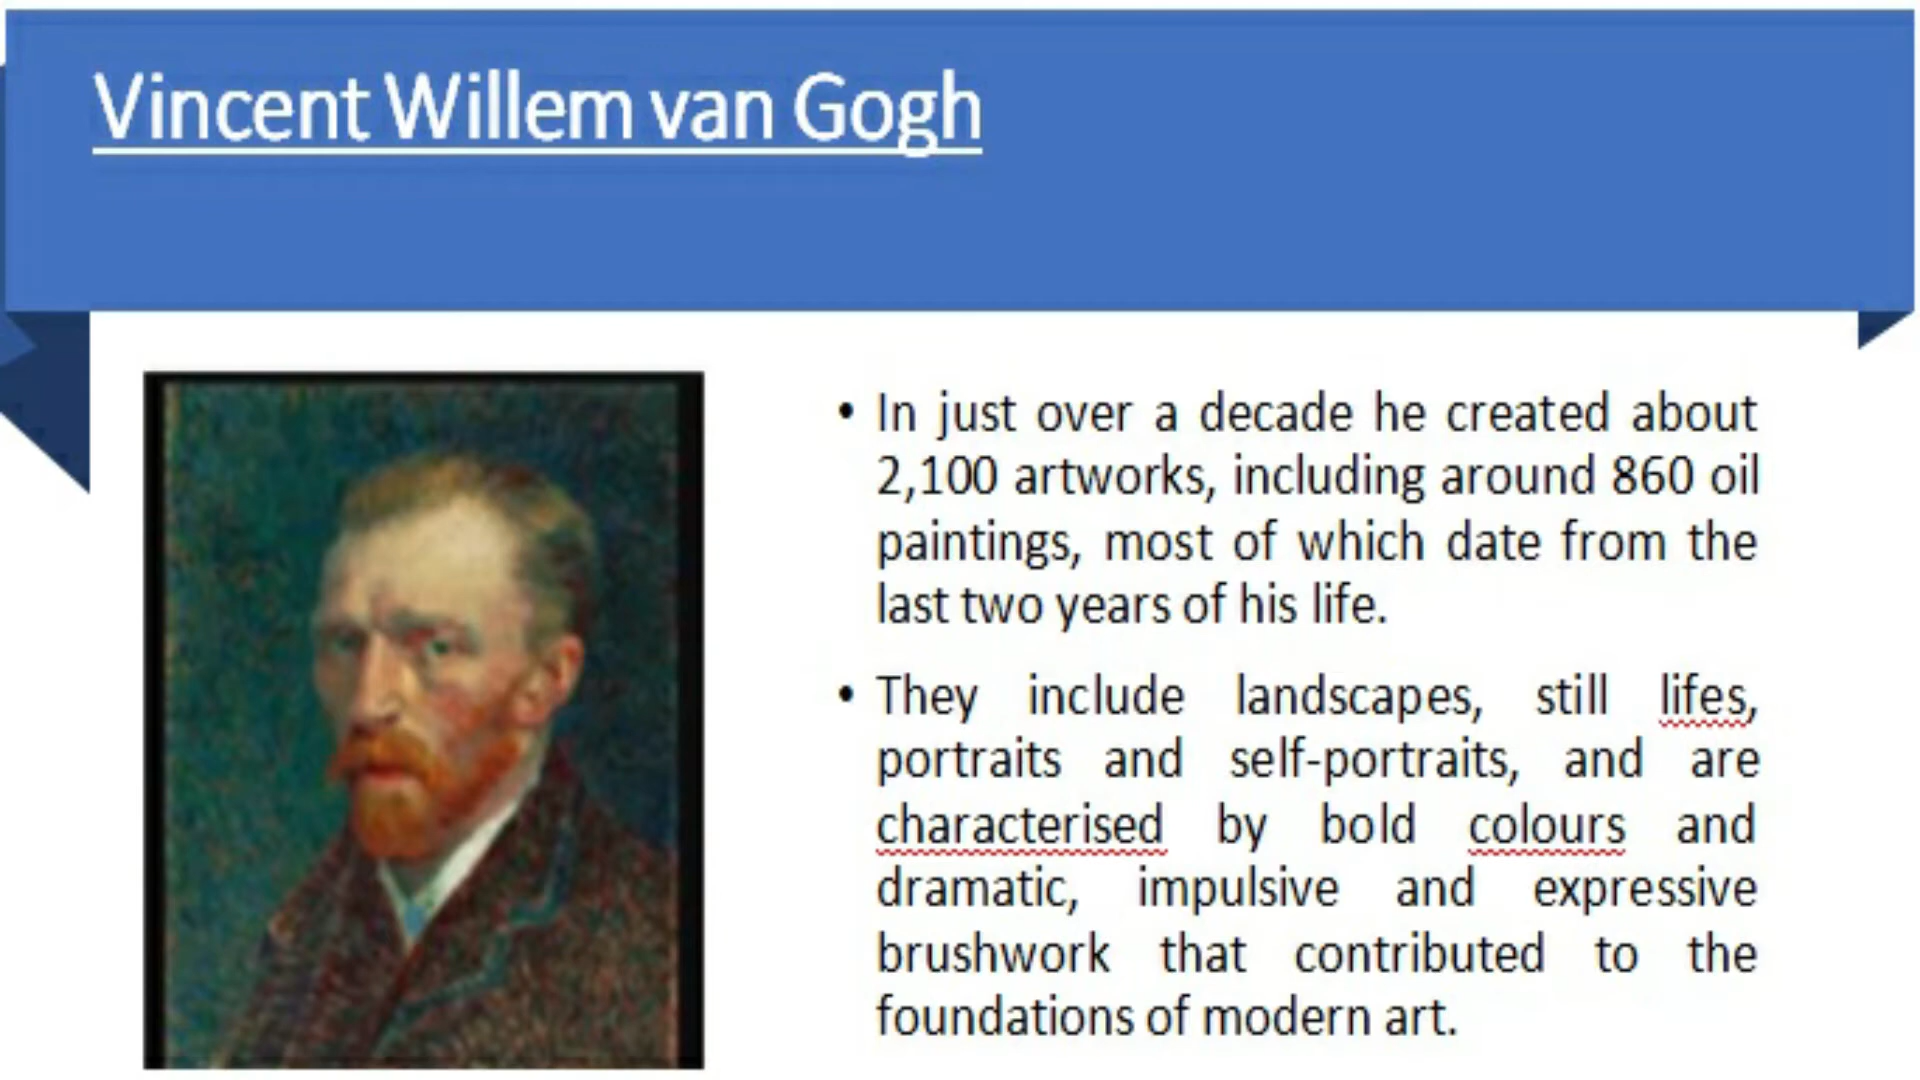 Vincent Willem van Gogh
• In just over a decade he created about
2,100 artworks, including around 860 oil
paintings, most of which date from the
last two years of his life.
• They include landscapes, still lifes,
portraits and self-portraits, and are
characterised by bold colours and
dramatic, impulsive and expressive
brushwork that contributed to the
foundations of modern art.